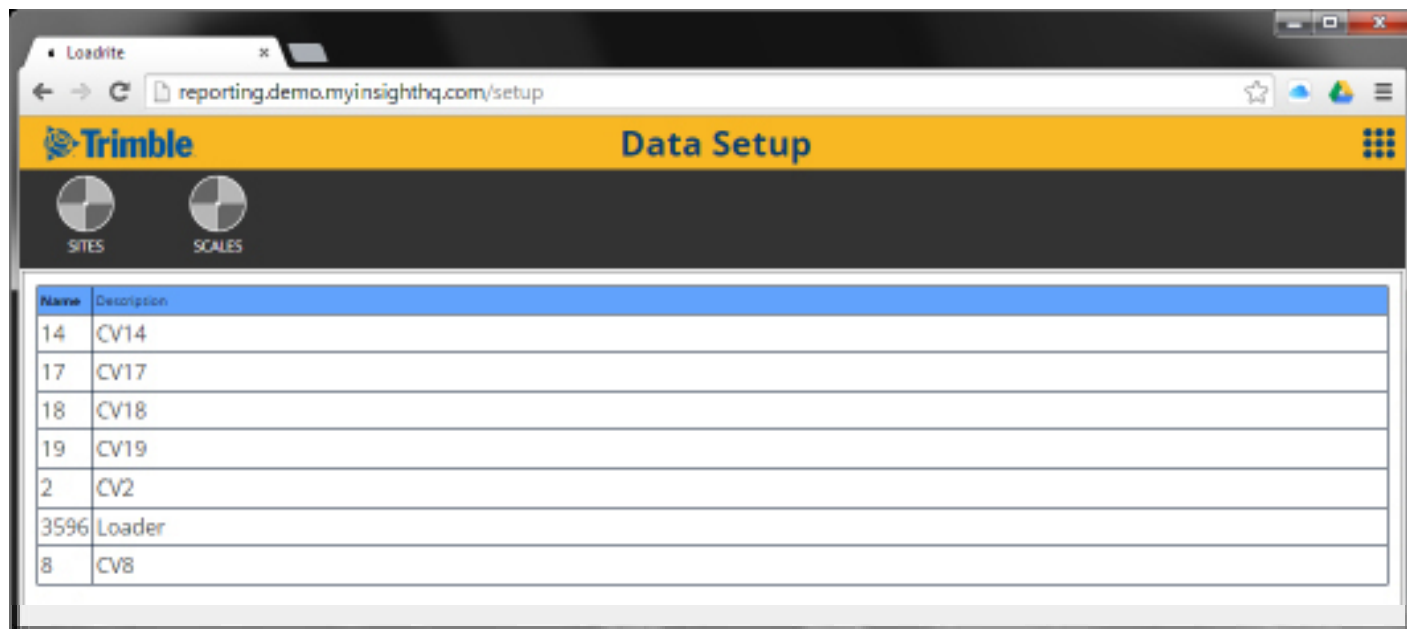 Loadrite
reporting.demo.myinsighthq.com/setup
Trimble Data Setup
SITES SCALES
Name Description
14 CV14
17 CV17
18 CV18
19 CV19
2 CV2
3596 Loader
8 CV8